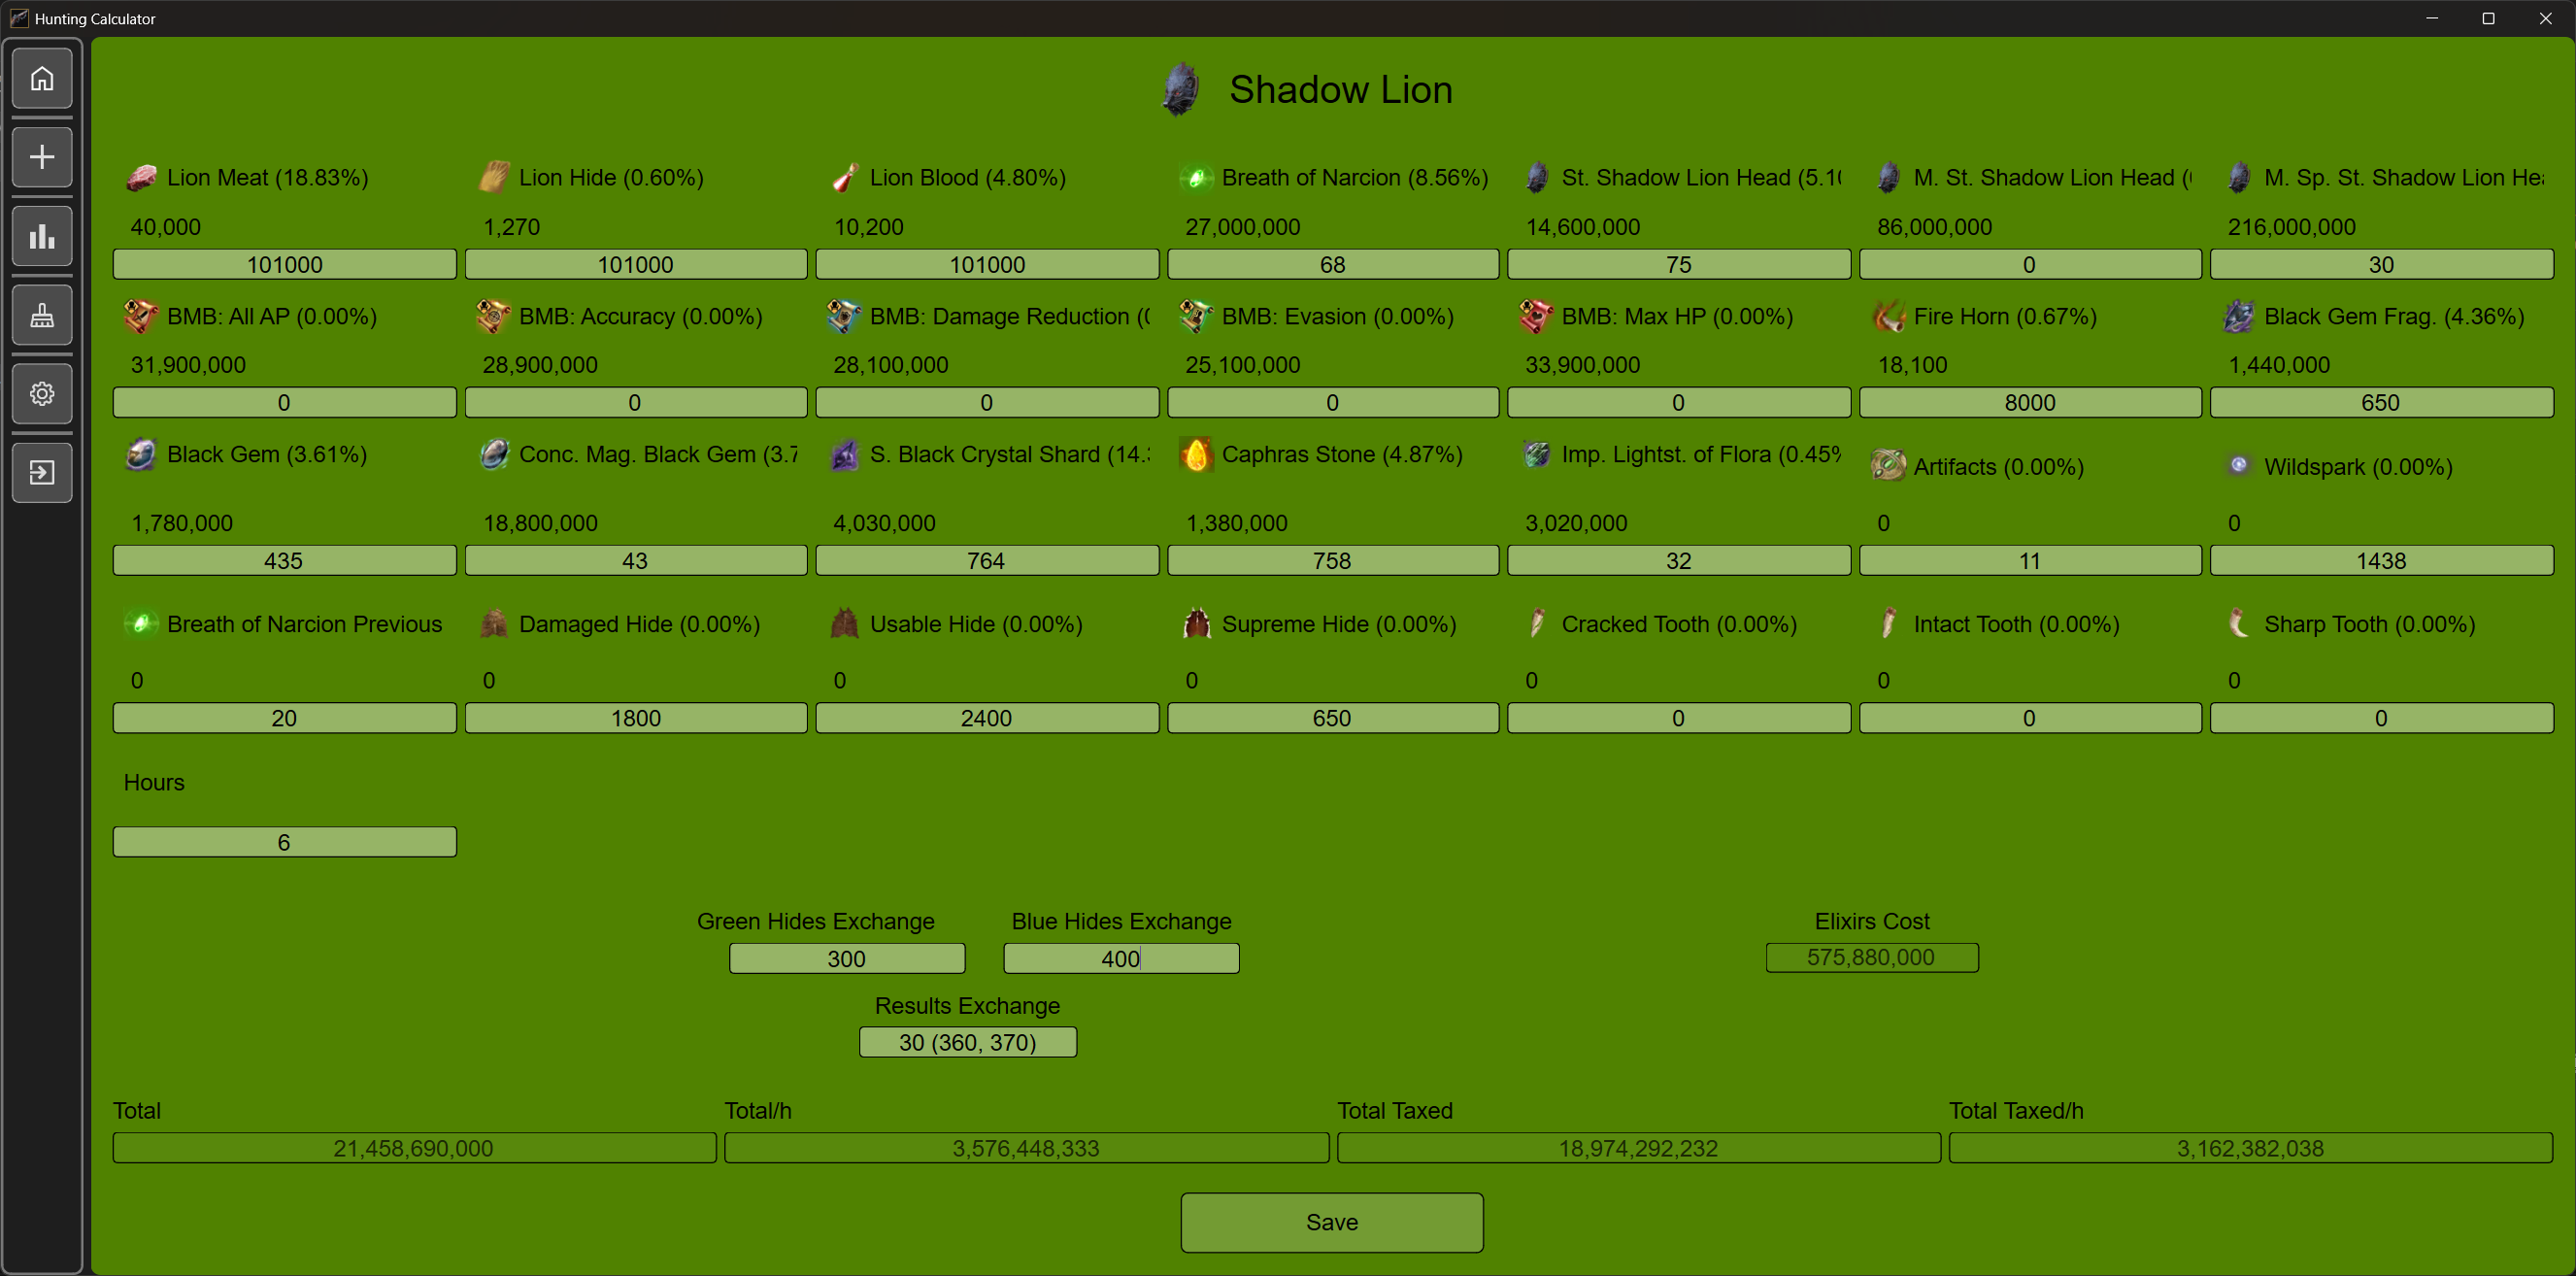 Hunting Calculator
Shadow Lion
Lion Meat (18.83%) Lion Hide (0.60%) Lion Blood (4.80%) Breath of Narcion (8.56%) St. Shadow Lion Head (5.10 M. St. Shadow Lion Head ( M. Sp. St. Shadow Lion Hea
40,000 1,270 10,200 27,000,000 14,600,000 86,000,000 216,000,000
101000 101000 101000 68 75 0 30
BMB: All AP (0.00%) BMB: Accuracy (0.00%) BMB: Damage Reduction (0 BMB: Evasion (0.00%) BMB: Max HP (0.00%) Fire Horn (0.67%) Black Gem Frag. (4.36%)
31,900,000 28,900,000 28,100,000 25,100,000 33,900,000 18,100 1,440,000
0 0 0 0 0 8000 650
Black Gem (3.61%) Conc. Mag. Black Gem (3.7 S. Black Crystal Shard (14. Caphras Stone (4.87%) Imp. Lightst. of Flora (0.45% Artifacts (0.00%) Wildspark (0.00%)
1,780,000 18,800,000 4,030,000 1,380,000 3,020,000 0 0
435 43 764 758 32 11 1438
Breath of Narcion Previous Damaged Hide (0.00%) Usable Hide (0.00%) Supreme Hide (0.00%) Cracked Tooth (0.00%) Intact Tooth (0.00%) Sharp Tooth (0.00%)
0 0 0 0 0 0 0
20 1800 2400 650 0 0 0
Hours
6
Green Hides Exchange Blue Hides Exchange Elixirs Cost
300 400 575,880,000
Results Exchange
30 (360, 370)
Total Total/h Total Taxed Total Taxed/h
21,458,690,000 3,576,448,333 18,974,292,232 3,162,382,038
Save